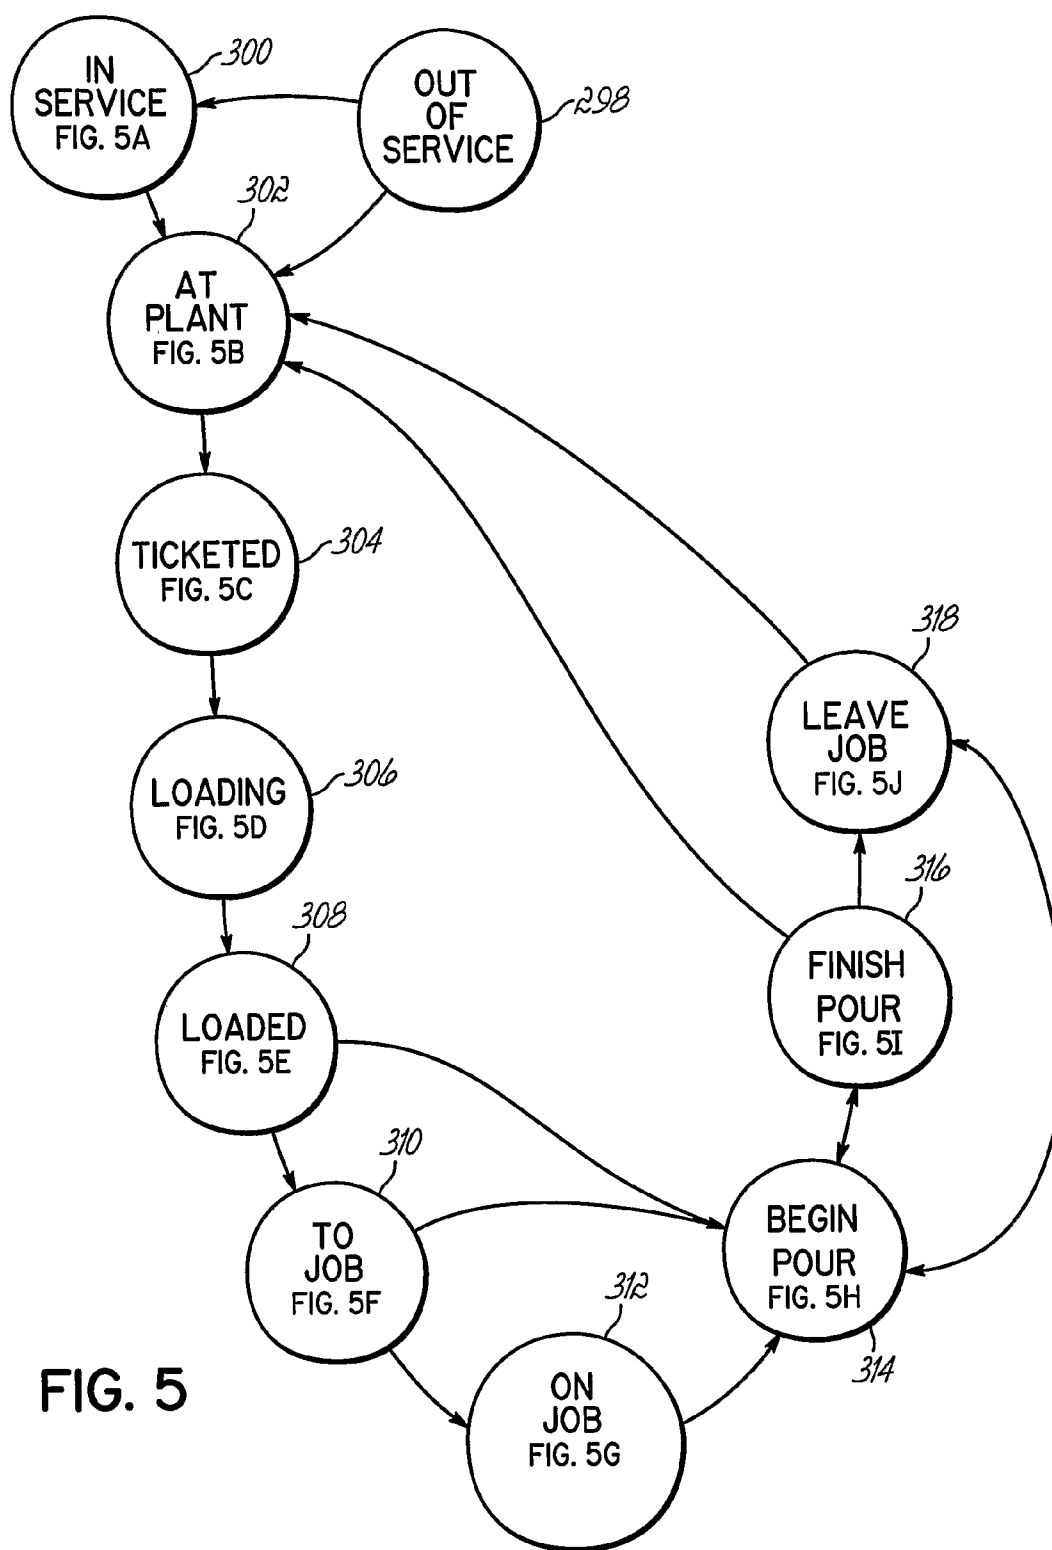 IN
SERVICE
FIG. 5A
300
OUT
OF
SERVICE
298
302
AT
PLANT
FIG. 5B
TICKETED
FIG. 5C
304
LOADING
FIG. 5D
306
308
LOADED
FIG. 5E
310
TO
JOB
FIG. 5F
312
ON
JOB
FIG. 5G
318
LEAVE
JOB
FIG. 5J
316
FINISH
POUR
FIG. 5I
BEGIN
POUR
FIG. 5H
314
FIG. 5